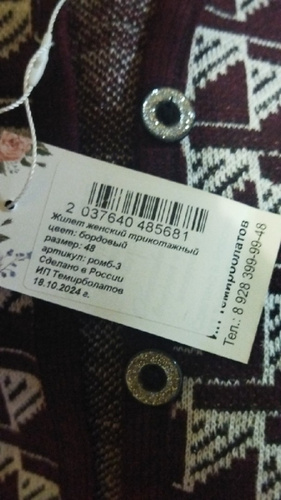 2 037640 485681
Жилет женский трикотажный
цвет: бордовый
размер: 48
артикул: ромб-3
Сделано в России
ИП Темирболатов
18.10.2024 г.
Темирболатов
Тел.: 8 928 399-99-48